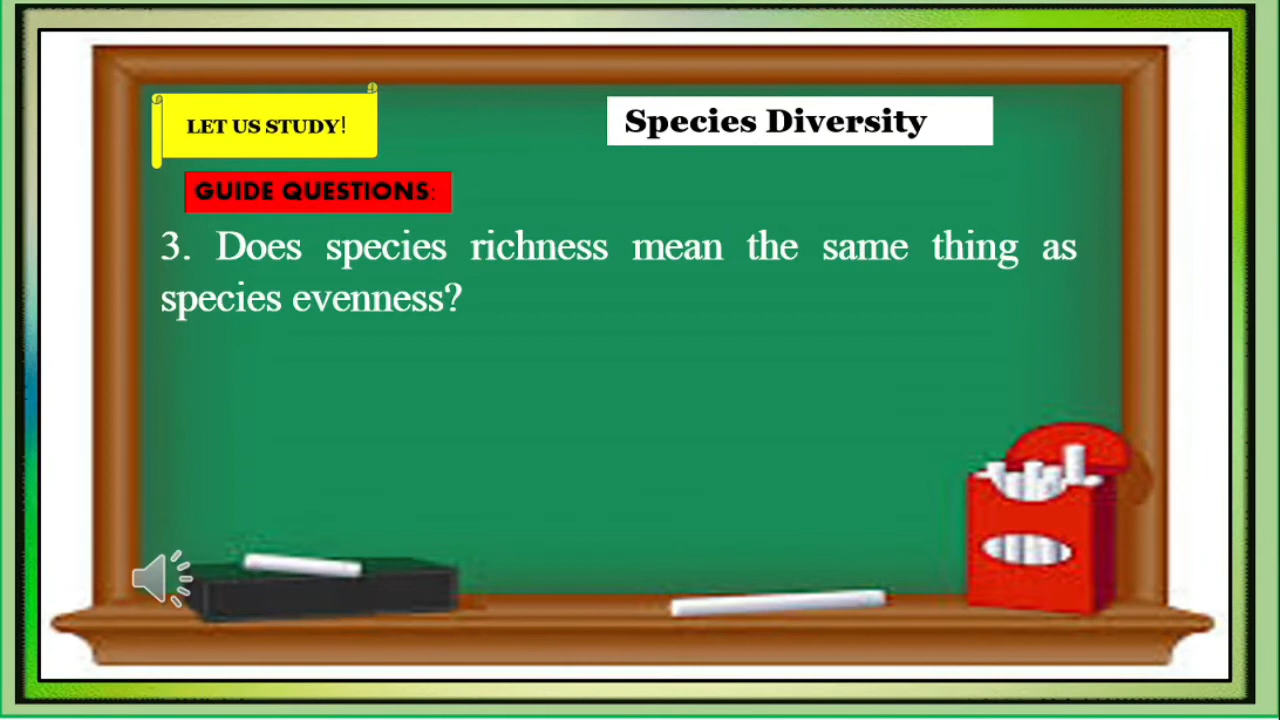 LET US STUDY!
Species Diversity
GUIDE QUESTIONS:
3. Does species richness mean the same thing as
species evenness?